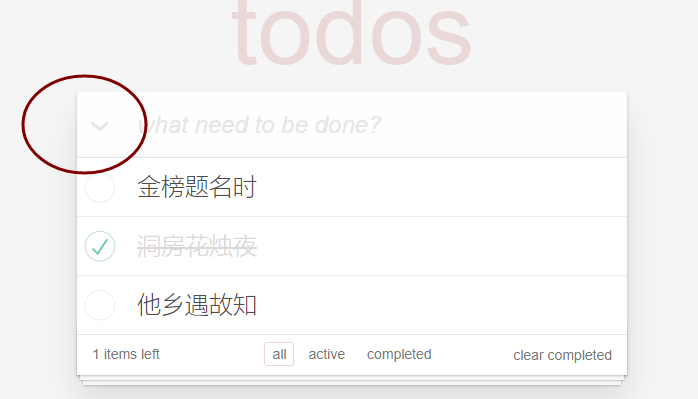 todos
what need to be done?
金榜题名时
洞房花烛夜
他乡遇故知
1 items left all active completed clear completed